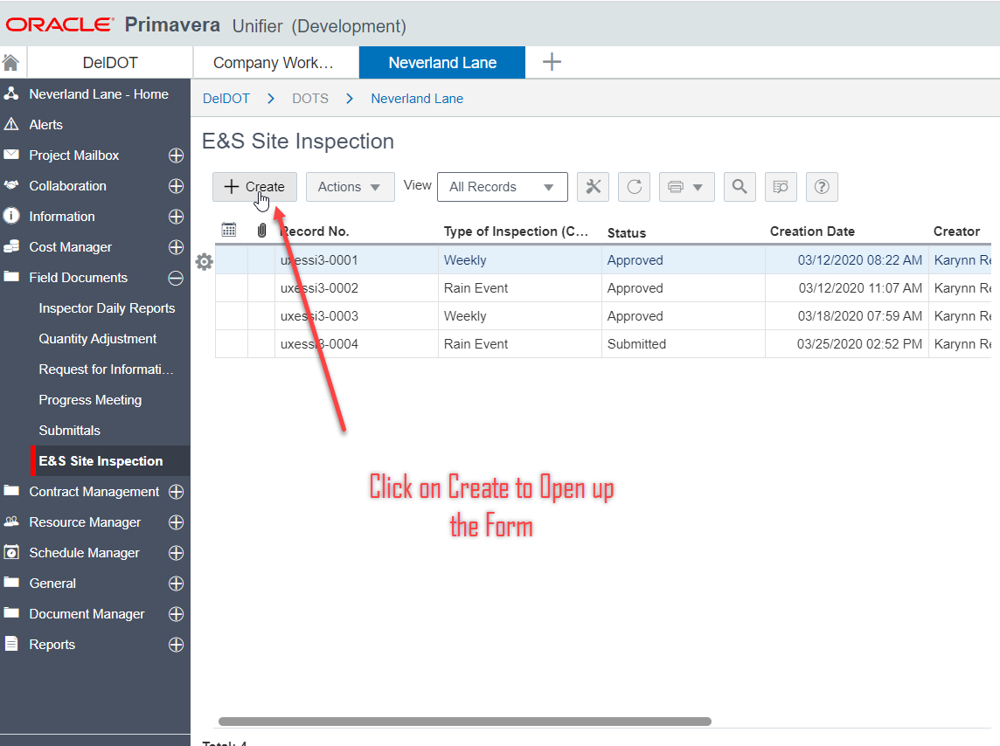 ORACLE® Primavera Unifier (Development)
DelDOT Company Work... Neverland Lane
Neverland Lane - Home
Alerts
Project Mailbox
Collaboration
Information
Cost Manager
Field Documents
Inspector Daily Reports
Quantity Adjustment
Request for Informati...
Progress Meeting
Submittals
E&S Site Inspection
Contract Management
Resource Manager
Schedule Manager
General
Document Manager
Reports
DelDOT > DOTS > Neverland Lane
E&S Site Inspection
+ Create Actions View All Records
Record No. Type of Inspection (C... Status Creation Date Creator
uxessi3-0001 Weekly Approved 03/12/2020 08:22 AM Karynn Re
uxessi3-0002 Rain Event Approved 03/12/2020 11:07 AM Karynn Re
uxessi3-0003 Weekly Approved 03/18/2020 07:59 AM Karynn Re
uxessi3-0004 Rain Event Submitted 03/25/2020 02:52 PM Karynn Re
Click on Create to Open up
the Form
Total: 4